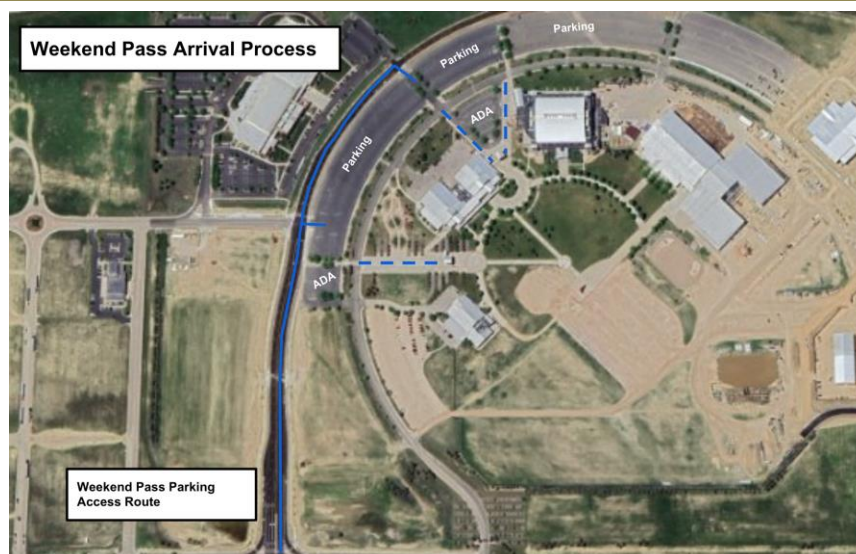 Weekend Pass Arrival Process
Parking
Parking
ADA
Parking
ADA
Weekend Pass Parking
Access Route